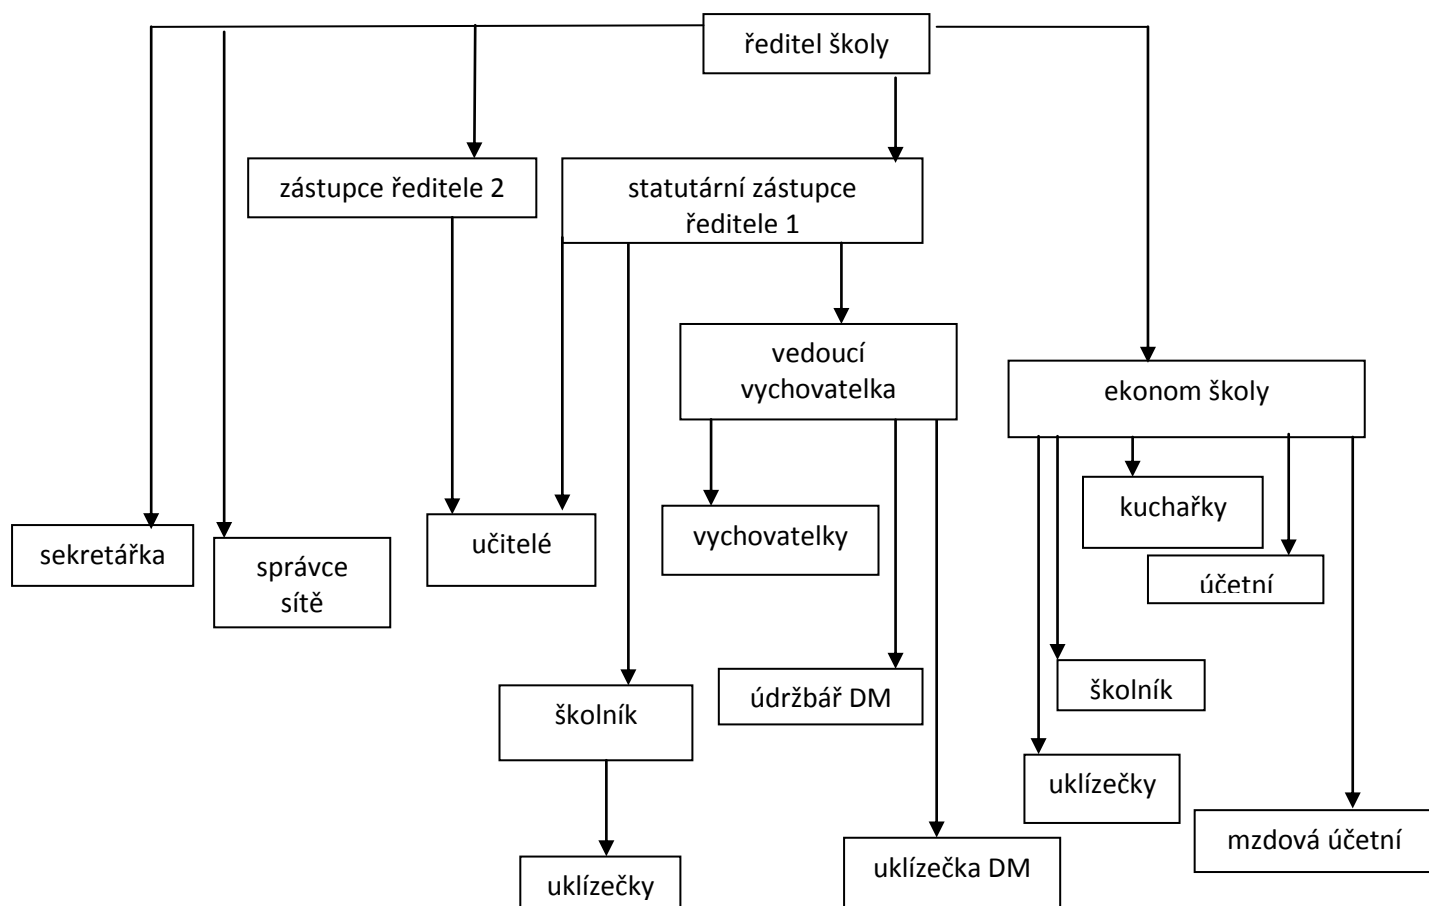 ředitel školy
zástupce ředitele 2
statutární zástupce
ředitele 1
vedoucí
vychovatelka
ekonom školy
kuchařky
vychovatelky
učitelé
sekretářka
správce
sítě
účetní
školník
údržbář DM
školník
uklízečky
mzdová účetní
uklízečka DM
uklízečky